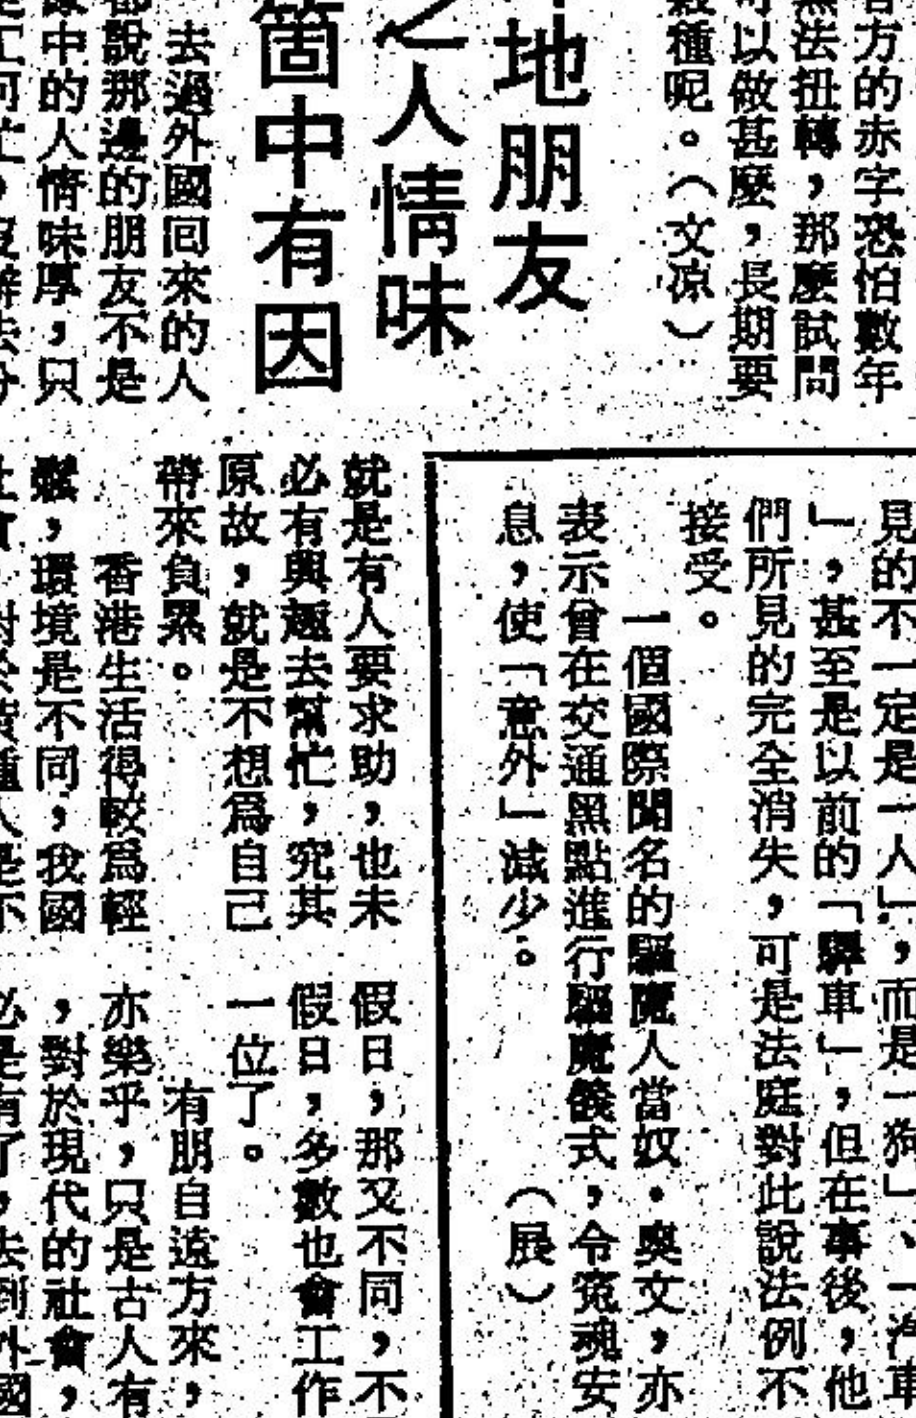 方的赤字恐怕數年
無法扭轉，那麼試問
可以做甚麼，長期要
種呢。（文凉）
地朋友
之人情味
箇中有因
去過外國回來的人
都說那邊的朋友不是
中的人情味厚，只
見的不一定是一人」，而是一狗」、一汽車
」，甚至是以前的「驛車」，但在事後，他
們所見的完全消失，可是法庭對此說法例不
接受。
一個國際聞名的驅魔人當奴．奧文，亦
表示曾在交通黑點進行驅魔儀式，令冤魂安
息，使「意外」減少。　（展）
就是有人要求助，也未
必有興趣去幫忙，究其
原故，就是不想爲自己
帶來負累。
香港生活得較爲輕
鬆，環境是不同，我國
假日，那又不同，不
假日，多數也會工作
一位了。
有朋自遠方來，
亦樂乎，只是古人有
，對於現代的社會，